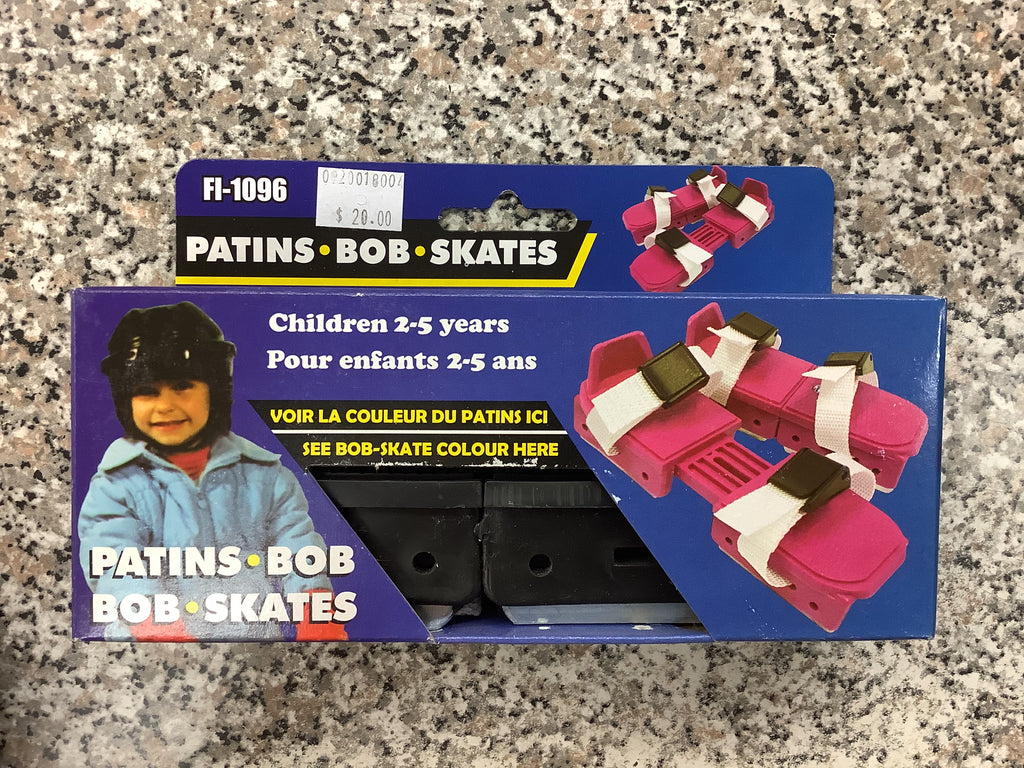 FI-1096
0920018004
$ 20.00
PATINS • BOB • SKATES
Children 2-5 years
Pour enfants 2-5 ans
VOIR LA COULEUR DU PATINS ICI
SEE BOB-SKATE COLOUR HERE
PATINS • BOB
BOB • SKATES